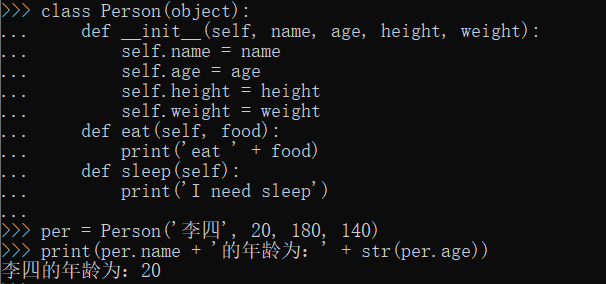 >>> class Person(object):
...     def __init__(self, name, age, height, weight):
...         self.name = name
...         self.age = age
...         self.height = height
...         self.weight = weight
...     def eat(self, food):
...         print('eat ' + food)
...     def sleep(self):
...         print('I need sleep')
...
>>> per = Person('李四', 20, 180, 140)
>>> print(per.name + '的年龄为：' + str(per.age))
李四的年龄为：20